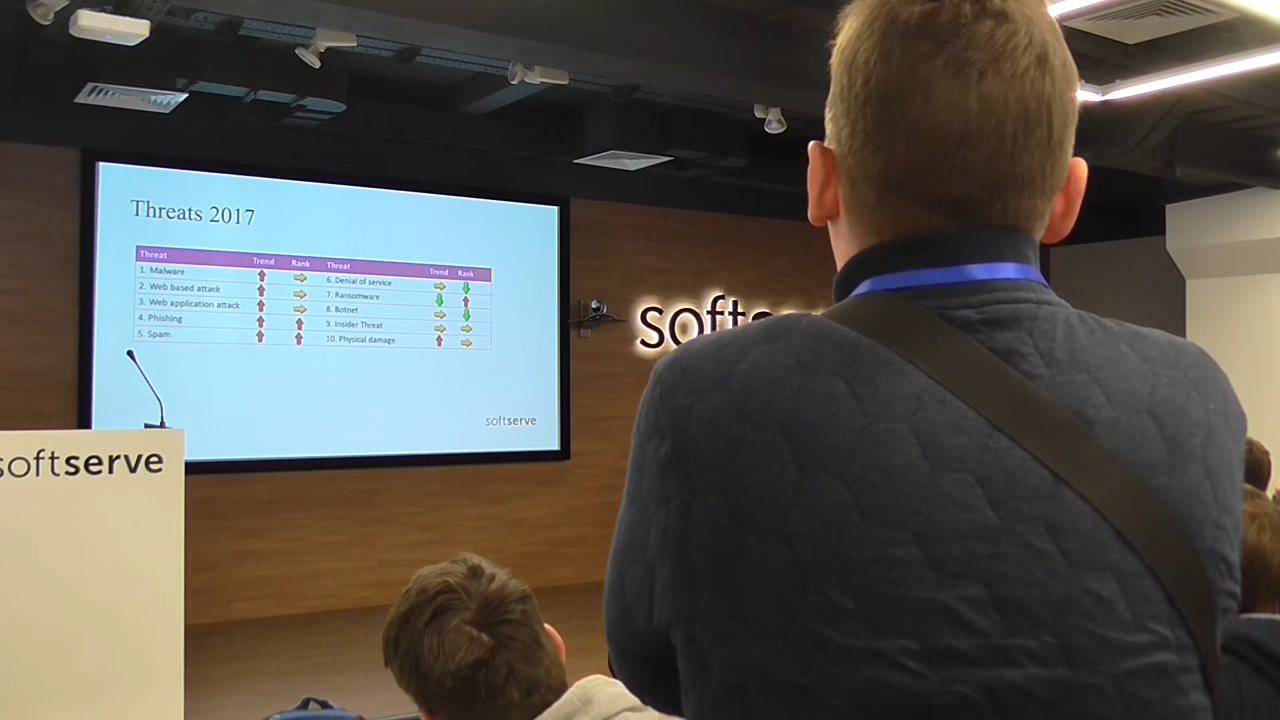 Threats 2017
Threat Trend Rank Threat Trend Rank
1. Malware 6. Denial of service
2. Web based attack 7. Ransomware
3. Web application attack 8. Botnet
4. Phishing 9. Insider Threat
5. Spam 10. Physical damage
softserve
softs
softserve